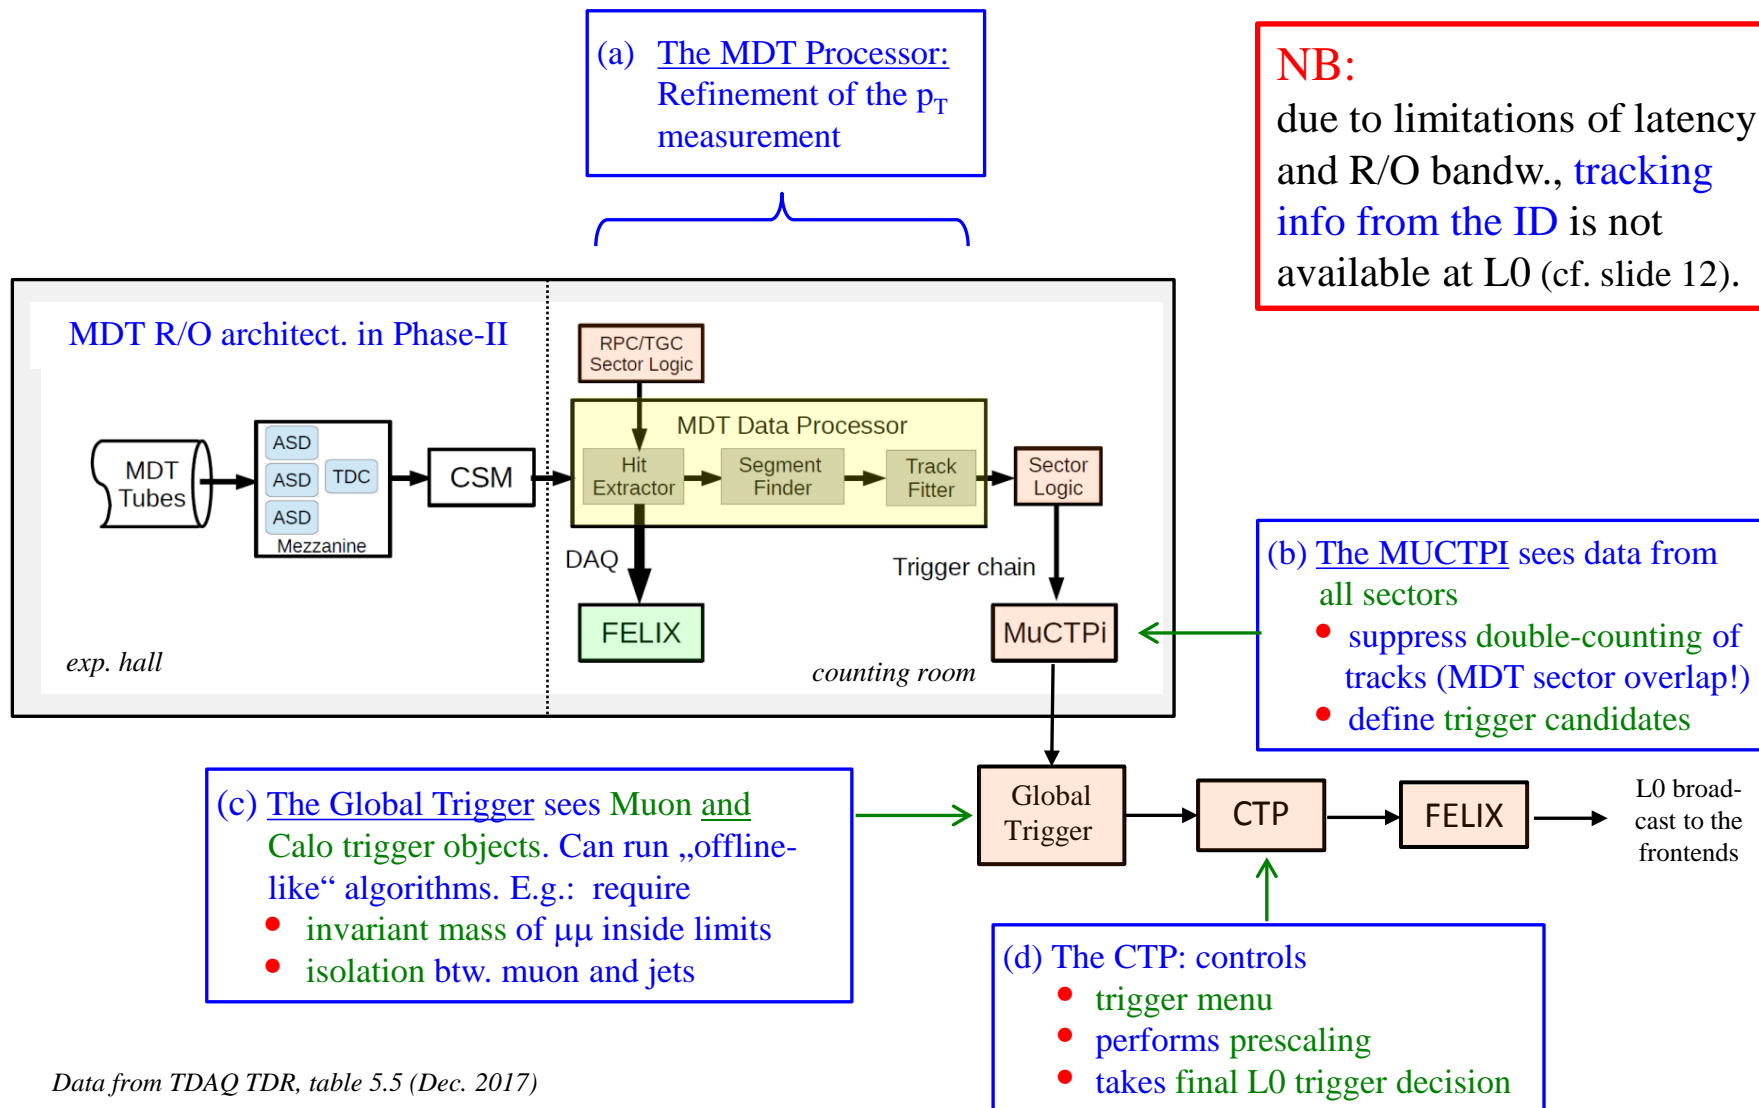 (a) The MDT Processor:
Refinement of the pT
measurement
NB:
due to limitations of latency
and R/O bandw., tracking
info from the ID is not
available at L0 (cf. slide 12).
MDT R/O architect. in Phase-II
RPC/TGC
Sector Logic
MDT Data Processor
MDT
Tubes
ASD
ASD
ASD
TDC
Mezzanine
CSM
Hit
Extractor
Segment
Finder
Track
Fitter
Sector
Logic
DAQ
Trigger chain
FELIX
MuCTPi
exp. hall
counting room
(b) The MUCTPI sees data from
all sectors
• suppress double-counting of
tracks (MDT sector overlap!)
• define trigger candidates
(c) The Global Trigger sees Muon and
Calo trigger objects. Can run „offline-
like“ algorithms. E.g.: require
• invariant mass of μμ inside limits
• isolation btw. muon and jets
Global
Trigger
CTP
FELIX
L0 broad-
cast to the
frontends
(d) The CTP: controls
• trigger menu
• performs prescaling
• takes final L0 trigger decision
Data from TDAQ TDR, table 5.5 (Dec. 2017)